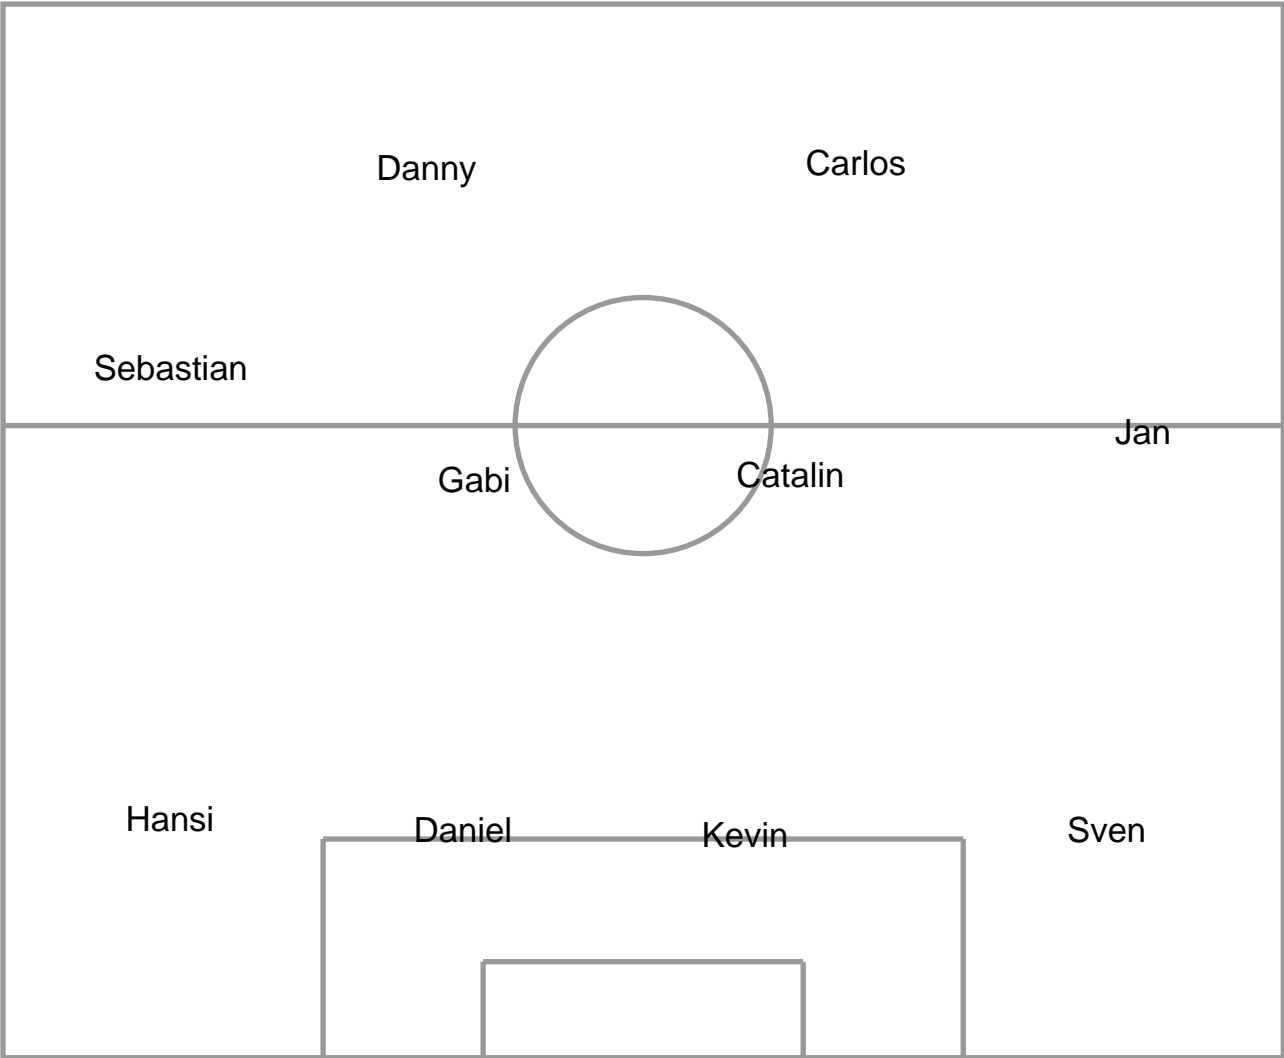 Danny
Carlos
Sebastian
Jan
Gabi
Catalin
Hansi
Daniel
Kevin
Sven